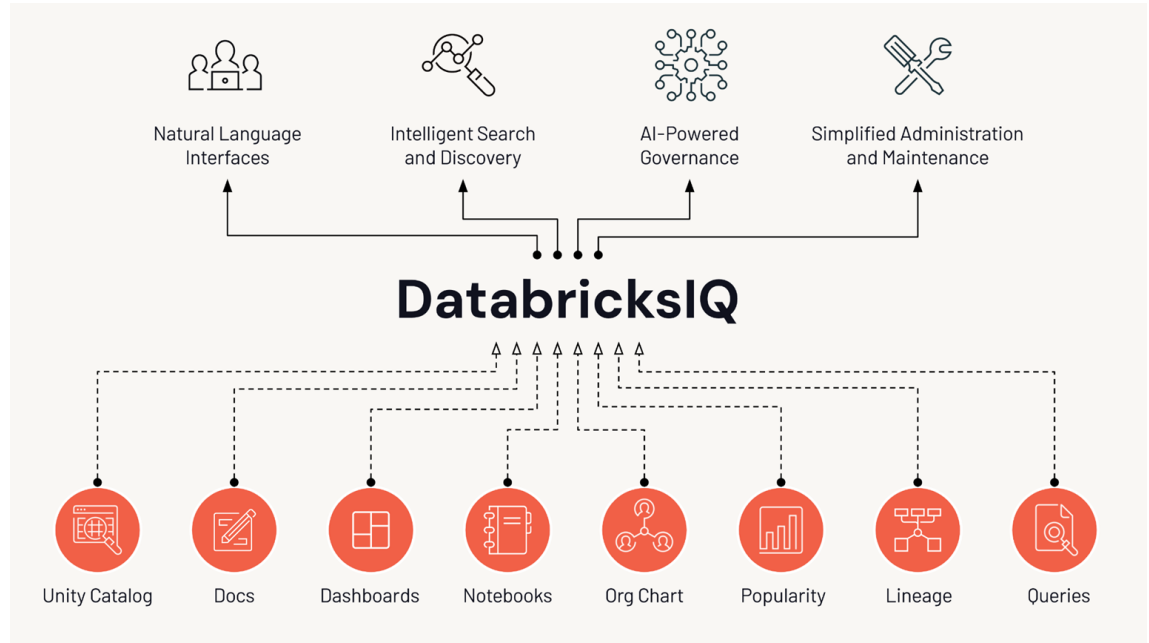 Natural Language
Interfaces
Intelligent Search
and Discovery
AI-Powered
Governance
Simplified Administration
and Maintenance
DatabricksIQ
Unity Catalog
Docs
Dashboards
Notebooks
Org Chart
Popularity
Lineage
Queries